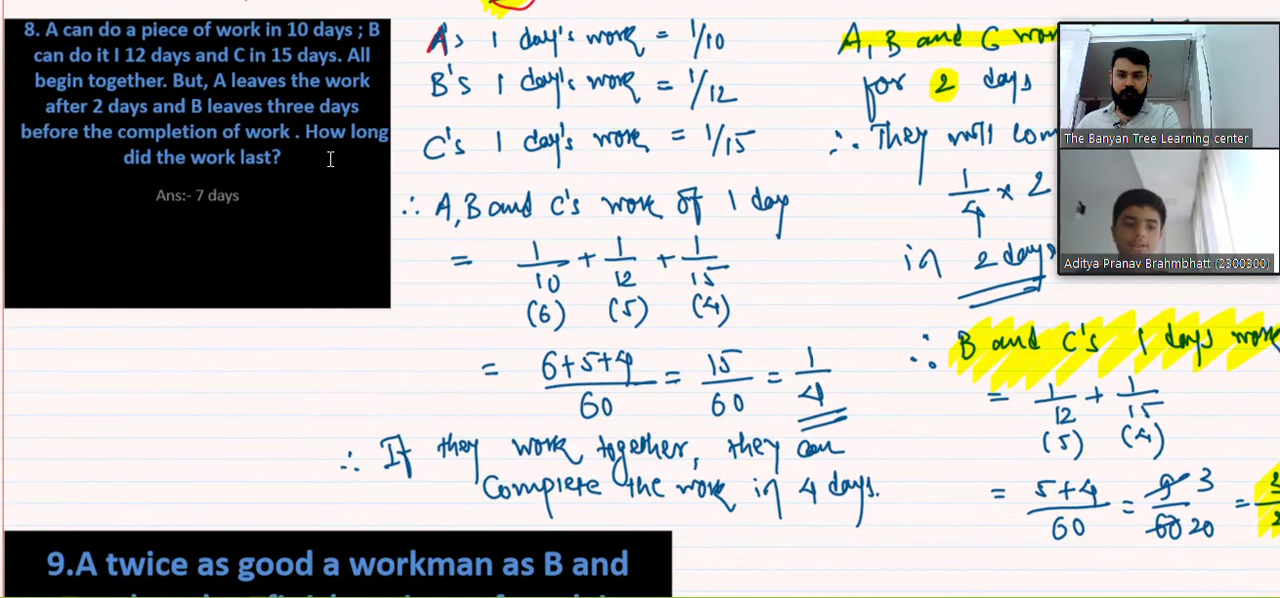 8. A can do a piece of work in 10 days ; B
can do it I 12 days and C in 15 days. All
begin together. But, A leaves the work
after 2 days and B leaves three days
before the completion of work . How long
did the work last?
Ans:- 7 days
A's 1 day's work = 1/10
B's 1 day's work = 1/12
C's 1 day's work = 1/15
∴ A, B and C's work of 1 day
= 1/10 + 1/12 + 1/15
(6) (5) (4)
= 6+5+4/60 = 15/60 = 1/4
∴ If they work together, they can
Complete the work in 4 days.
A, B and C
for 2 days
∴ They will
1/4 × 2
in 2 days
∴ B and C's 1 days work
= 1/12 + 1/15
(5) (4)
= 5+4/60 = 9/60 3 20 =
The Banyan Tree Learning center
Aditya Pranav Brahmbhatt (2300300)
9.A twice as good a workman as B and